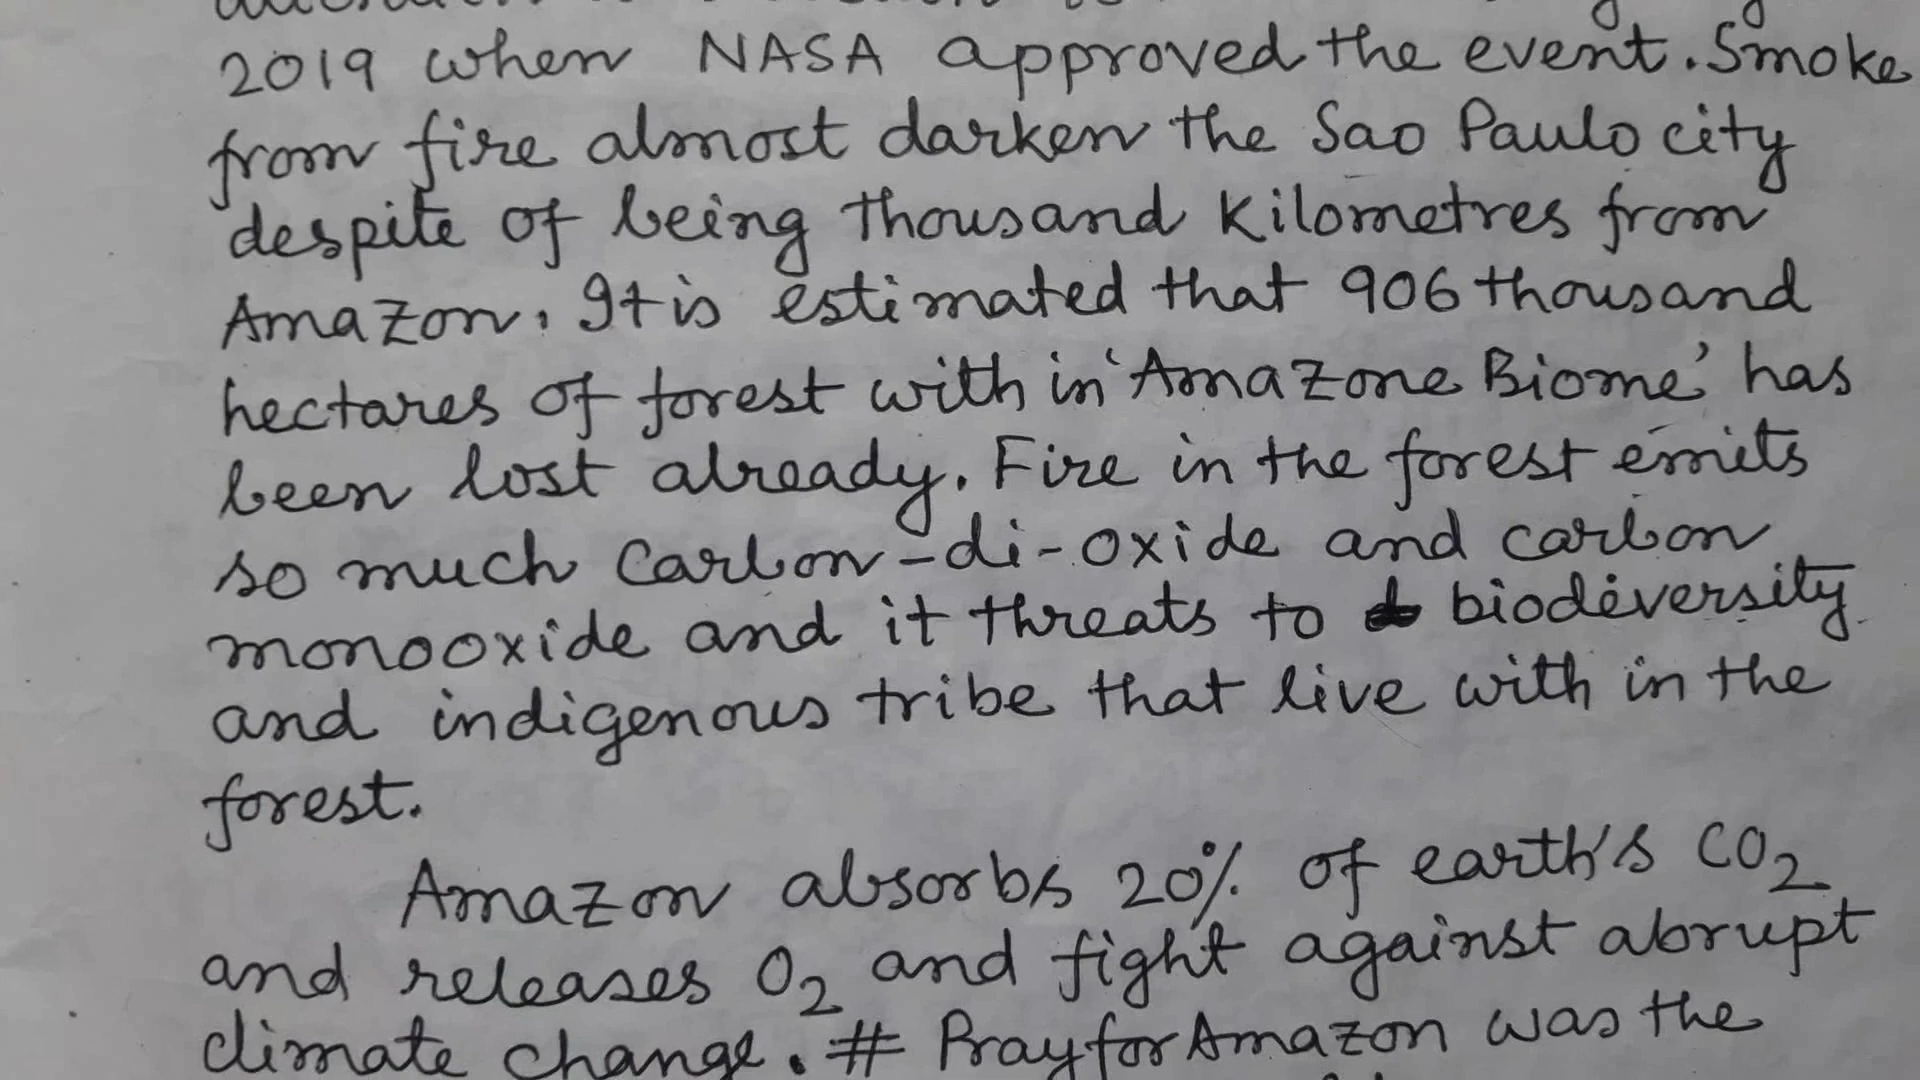 2019 when NASA approved the event. Smoke
from fire almost darken the Sao Paulo city
despite of being thousand kilometres from
Amazon. It is estimated that 906 thousand
hectares of forest with in 'Amazone Biome' has
been lost already. Fire in the forest emits
so much carbon-di-oxide and carbon
monooxide and it threats to biodiversity
and indigenous tribe that live with in the
forest.
Amazon absorbs 20% of earth's CO2
and releases O2 and fight against abrupt
climate change. # PrayforAmazon was the